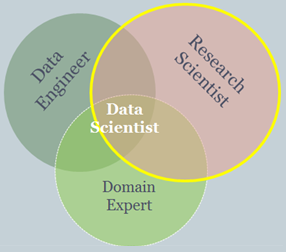 Data
Engineer
Research
Scientist
Data
Scientist
Domain
Expert